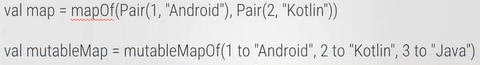 val map = mapOf(Pair(1, "Android"), Pair(2, "Kotlin"))
val mutableMap = mutableMapOf(1 to "Android", 2 to "Kotlin", 3 to "Java")